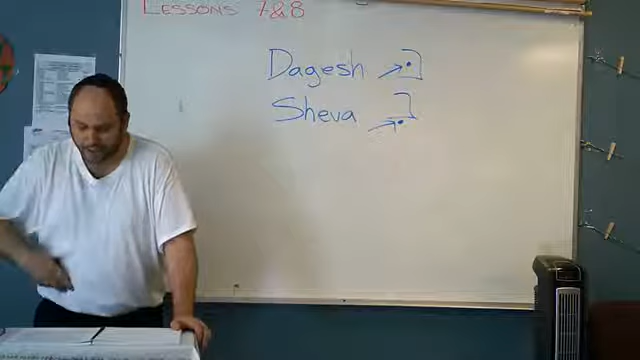 LESSONS 7&8
Dagesh → בּ
Sheva → ב